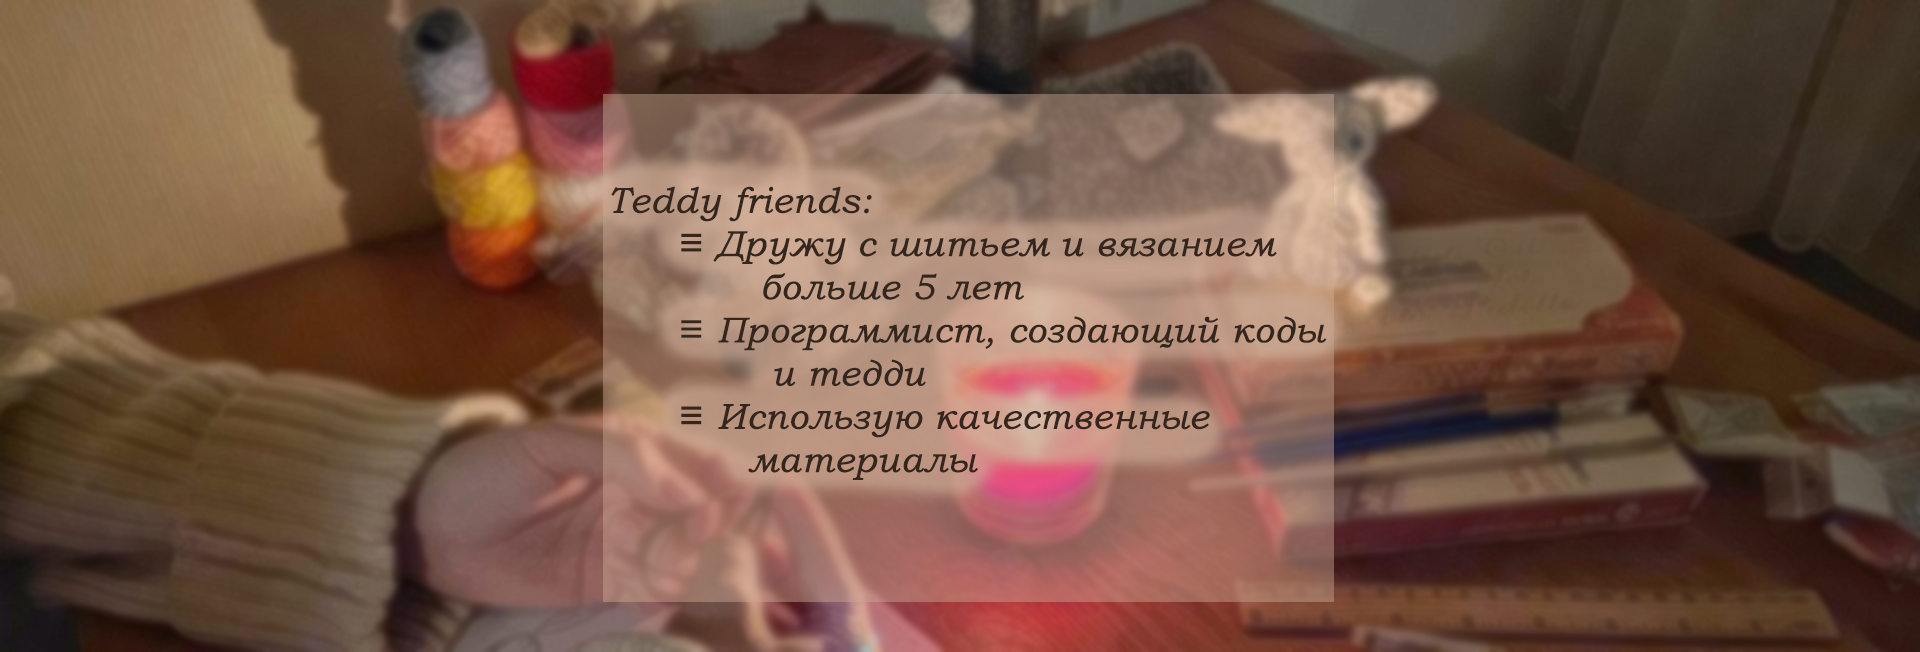 Teddy friends:
≡ Дружу с шитьем и вязанием
больше 5 лет
≡ Программист, создающий коды
и тедди
≡ Использую качественные
материалы